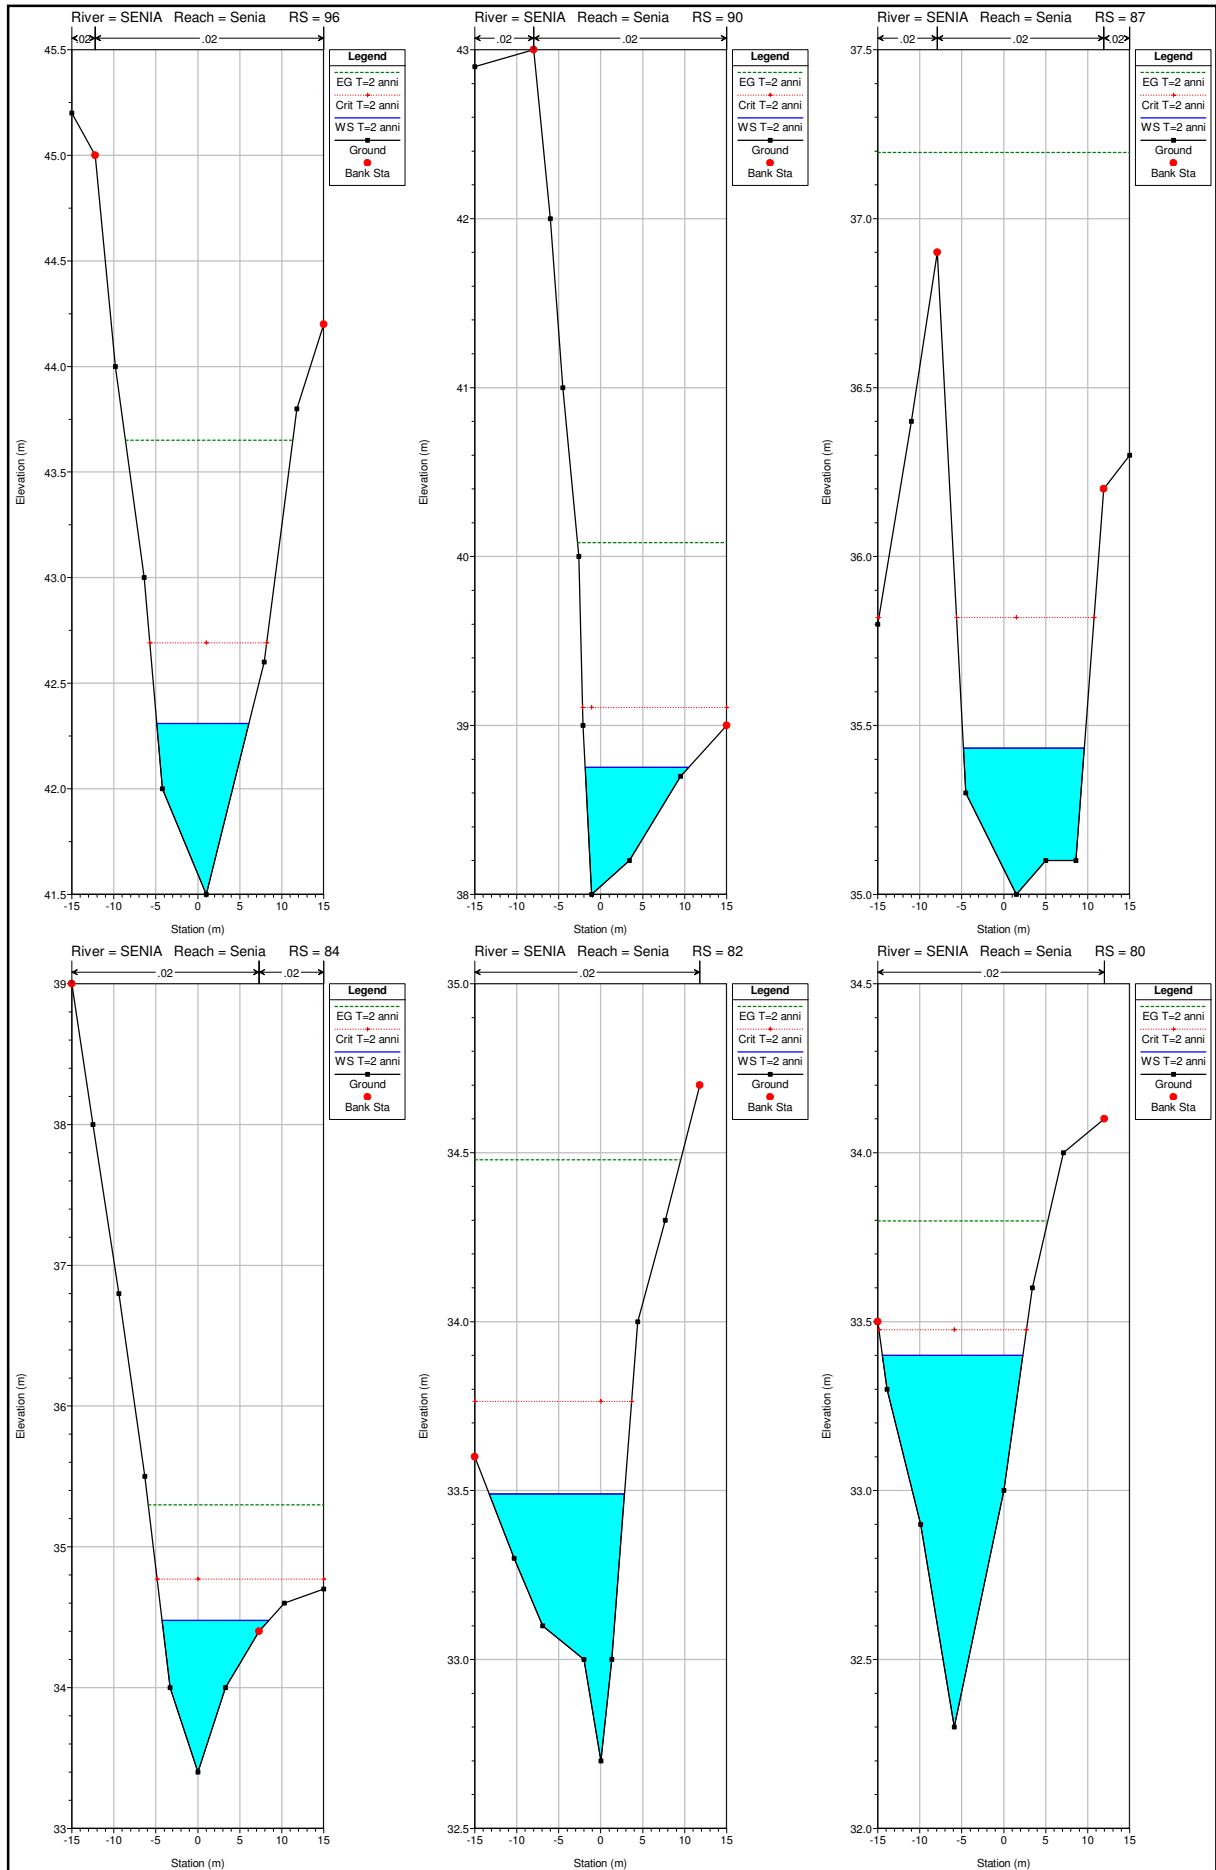 River = SENIA Reach = Senia RS = 96
.02 .02
Legend
EG T=2 anni
Crit T=2 anni
WS T=2 anni
Ground
Bank Sta
45.5
45.0
44.5
44.0
43.5
43.0
42.5
42.0
41.5
Elevation (m)
-15 -10 -5 0 5 10 15
Station (m)
River = SENIA Reach = Senia RS = 90
.02 .02
Legend
EG T=2 anni
Crit T=2 anni
WS T=2 anni
Ground
Bank Sta
43
42
41
40
39
38
Elevation (m)
-15 -10 -5 0 5 10 15
Station (m)
River = SENIA Reach = Senia RS = 87
.02 .02 .02
Legend
EG T=2 anni
Crit T=2 anni
WS T=2 anni
Ground
Bank Sta
37.5
37.0
36.5
36.0
35.5
35.0
Elevation (m)
-15 -10 -5 0 5 10 15
Station (m)
River = SENIA Reach = Senia RS = 84
.02 .02
Legend
EG T=2 anni
Crit T=2 anni
WS T=2 anni
Ground
Bank Sta
39
38
37
36
35
34
33
Elevation (m)
-15 -10 -5 0 5 10 15
Station (m)
River = SENIA Reach = Senia RS = 82
.02
Legend
EG T=2 anni
Crit T=2 anni
WS T=2 anni
Ground
Bank Sta
35.0
34.5
34.0
33.5
33.0
32.5
Elevation (m)
-15 -10 -5 0 5 10 15
Station (m)
River = SENIA Reach = Senia RS = 80
.02
Legend
EG T=2 anni
Crit T=2 anni
WS T=2 anni
Ground
Bank Sta
34.5
34.0
33.5
33.0
32.5
32.0
Elevation (m)
-15 -10 -5 0 5 10 15
Station (m)